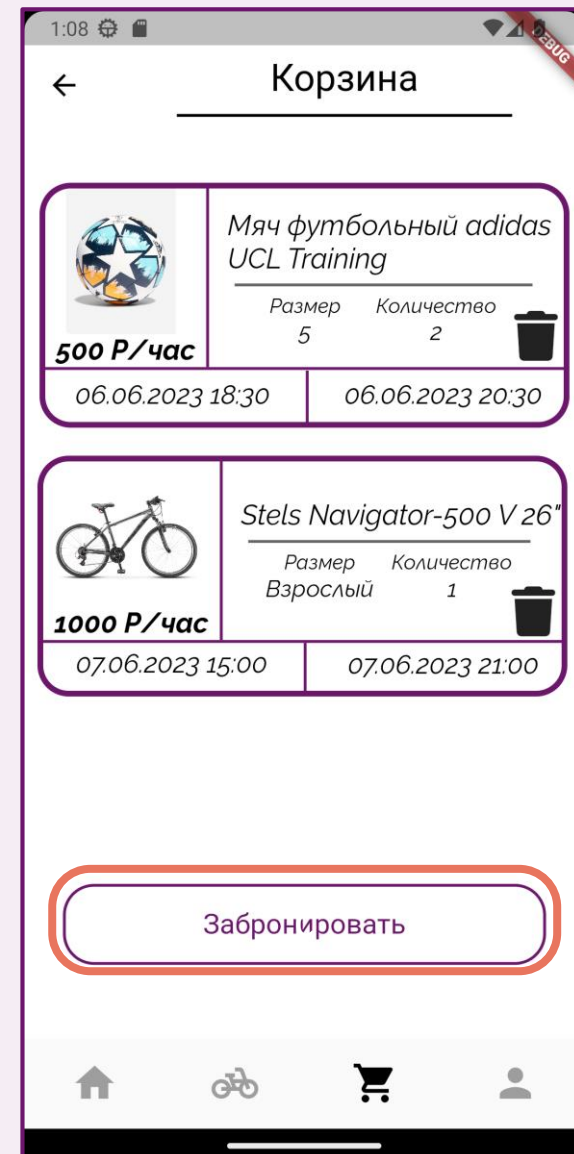 1:08
DEBUG
Корзина
Мяч футбольный adidas
UCL Training
Размер Количество
5 2
500 Р/час
06.06.2023 18:30 06.06.2023 20:30
Stels Navigator-500 V 26"
Размер Количество
Взрослый 1
1000 Р/час
07.06.2023 15:00 07.06.2023 21:00
Забронировать